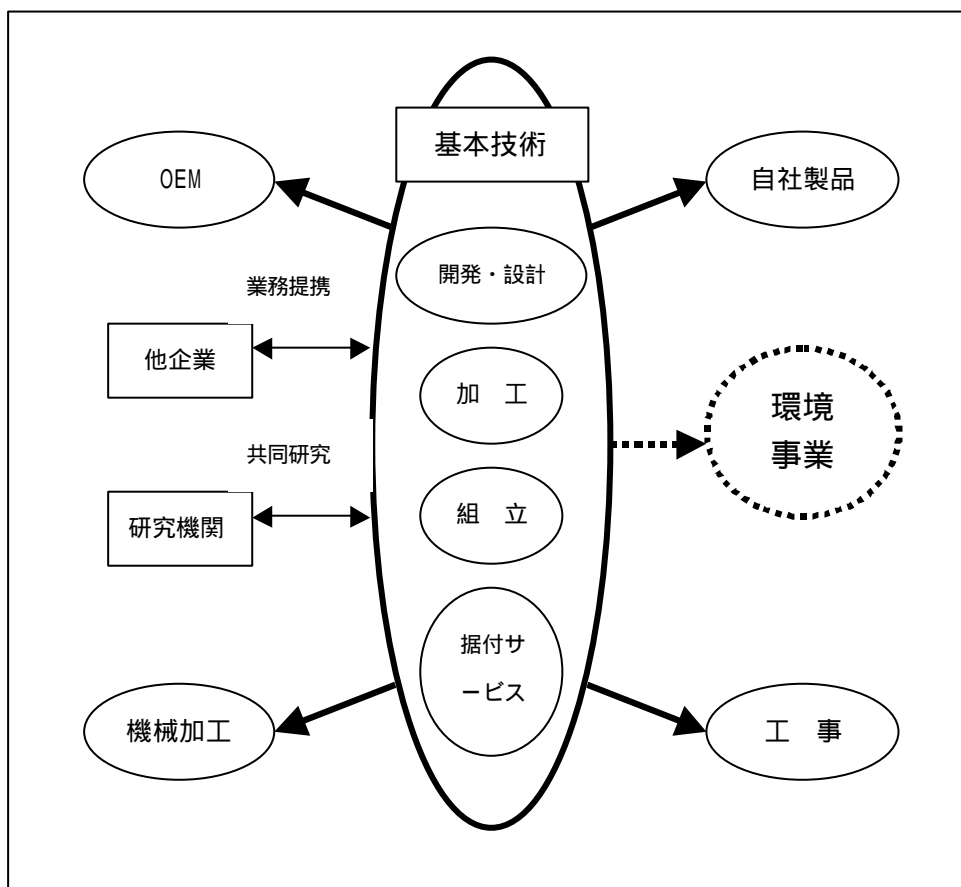 基本技術
OEM
自社製品
開発・設計
業務提携
他企業
加　工
環境
事業
共同研究
組　立
研究機関
据付サ
ービス
機械加工
工　事